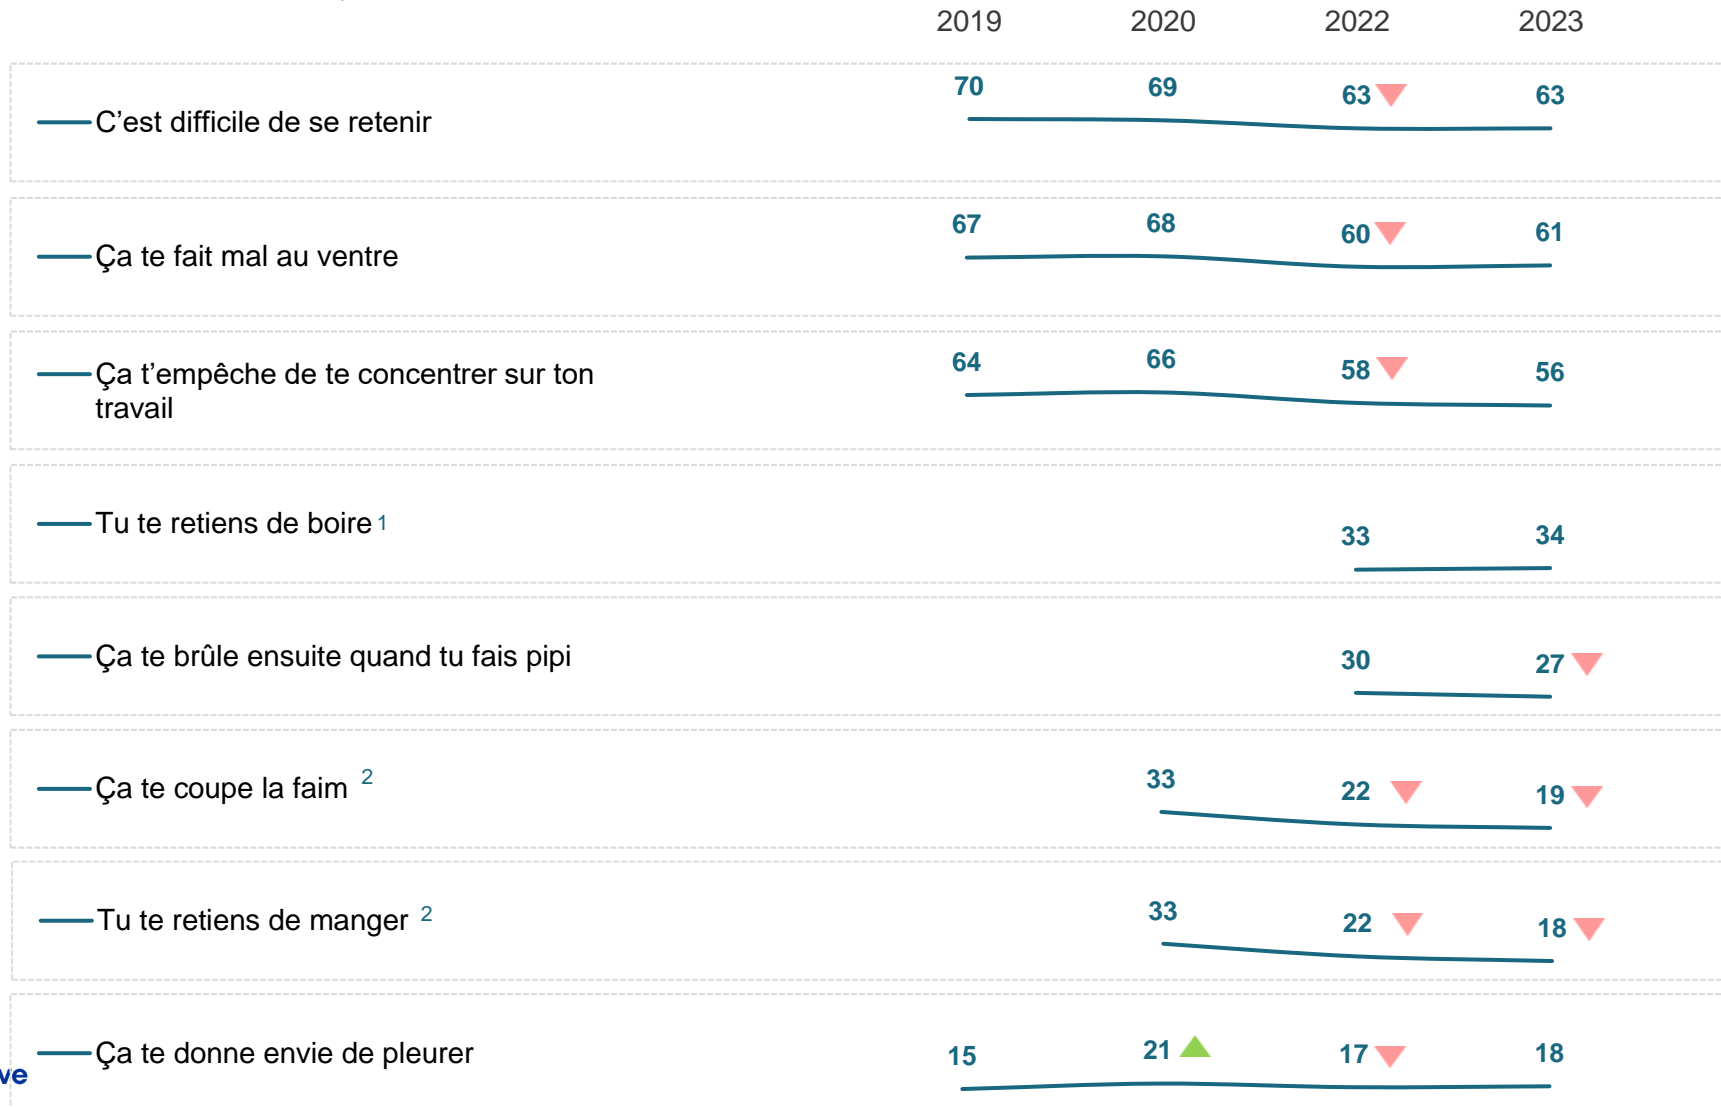 2019 2020 2022 2023
70 69 63 63
C’est difficile de se retenir
67 68 60 61
Ça te fait mal au ventre
64 66 58 56
Ça t’empêche de te concentrer sur ton
travail
Tu te retiens de boire 1
33 34
Ça te brûle ensuite quand tu fais pipi
30 27
Ça te coupe la faim 2
33 22 19
Tu te retiens de manger 2
33 22 18
Ça te donne envie de pleurer
15 21 17 18